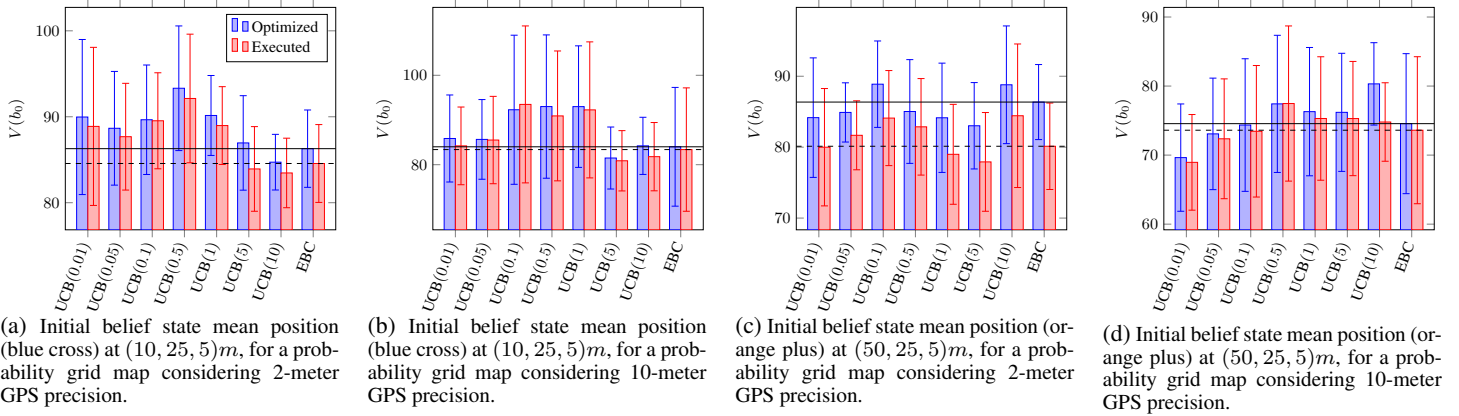 V(b₀)
100
90
80
Optimized
Executed
UCB(0.01)
UCB(0.05)
UCB(0.1)
UCB(0.5)
UCB(1)
UCB(5)
UCB(10)
EBC
(a) Initial belief state mean position
(blue cross) at (10, 25, 5)m, for a prob-
ability grid map considering 2-meter
GPS precision.
V(b₀)
100
80
UCB(0.01)
UCB(0.05)
UCB(0.1)
UCB(0.5)
UCB(1)
UCB(5)
UCB(10)
EBC
(b) Initial belief state mean position
(blue cross) at (10, 25, 5)m, for a prob-
ability grid map considering 10-meter
GPS precision.
V(b₀)
90
80
70
UCB(0.01)
UCB(0.05)
UCB(0.1)
UCB(0.5)
UCB(1)
UCB(5)
UCB(10)
EBC
(c) Initial belief state mean position (or-
ange plus) at (50, 25, 5)m, for a prob-
ability grid map considering 2-meter
GPS precision.
V(b₀)
90
80
70
60
UCB(0.01)
UCB(0.05)
UCB(0.1)
UCB(0.5)
UCB(1)
UCB(5)
UCB(10)
EBC
(d) Initial belief state mean position (or-
ange plus) at (50, 25, 5)m, for a prob-
ability grid map considering 10-meter
GPS precision.